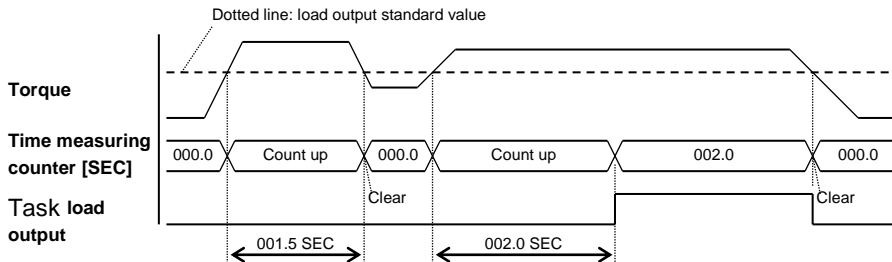 Dotted line: load output standard value
Torque
Time measuring
counter [SEC]
000.0 Count up 000.0 Count up 002.0 000.0
Clear Clear
Task load
output
001.5 SEC 002.0 SEC